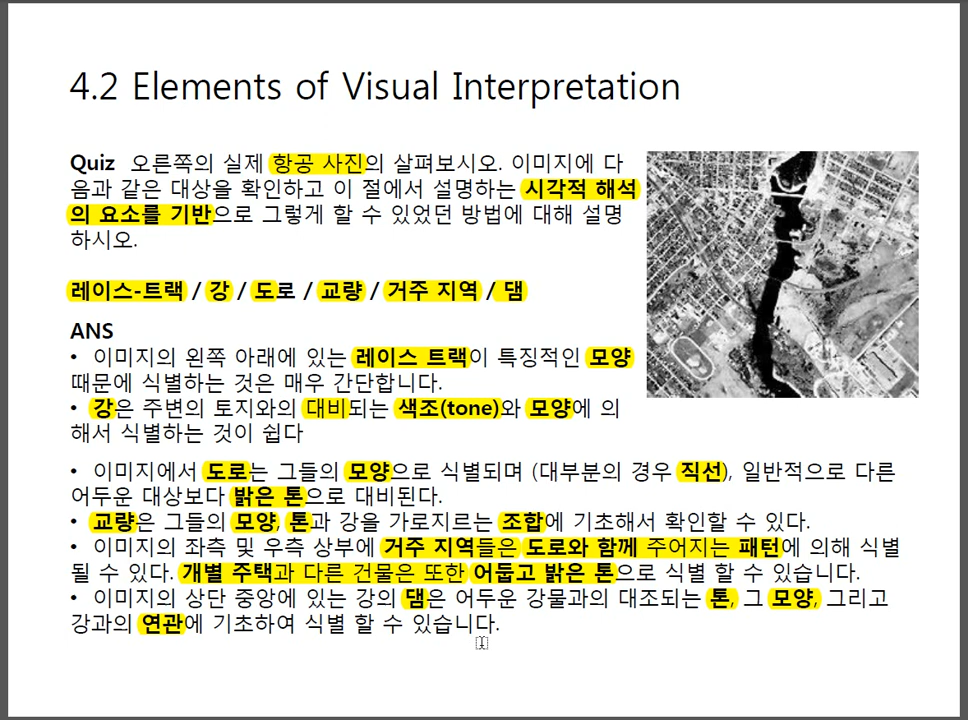 4.2 Elements of Visual Interpretation
Quiz 오른쪽의 실제 항공 사진의 살펴보시오. 이미지에 다
음과 같은 대상을 확인하고 이 절에서 설명하는 시각적 해석
의 요소를 기반으로 그렇게 할 수 있었던 방법에 대해 설명
하시오.
레이스-트랙 / 강 / 도로 / 교량 / 거주 지역 / 댐
ANS
• 이미지의 왼쪽 아래에 있는 레이스 트랙이 특징적인 모양
때문에 식별하는 것은 매우 간단합니다.
• 강은 주변의 토지와의 대비되는 색조(tone)와 모양에 의
해서 식별하는 것이 쉽다
• 이미지에서 도로는 그들의 모양으로 식별되며 (대부분의 경우 직선), 일반적으로 다른
어두운 대상보다 밝은 톤으로 대비된다.
• 교량은 그들의 모양, 톤과 강을 가로지르는 조합에 기초해서 확인할 수 있다.
• 이미지의 좌측 및 우측 상부에 거주 지역들은 도로와 함께 주어지는 패턴에 의해 식별
될 수 있다. 개별 주택과 다른 건물은 또한 어둡고 밝은 톤으로 식별 할 수 있습니다.
• 이미지의 상단 중앙에 있는 강의 댐은 어두운 강물과의 대조되는 톤, 그 모양, 그리고
강과의 연관에 기초하여 식별 할 수 있습니다.